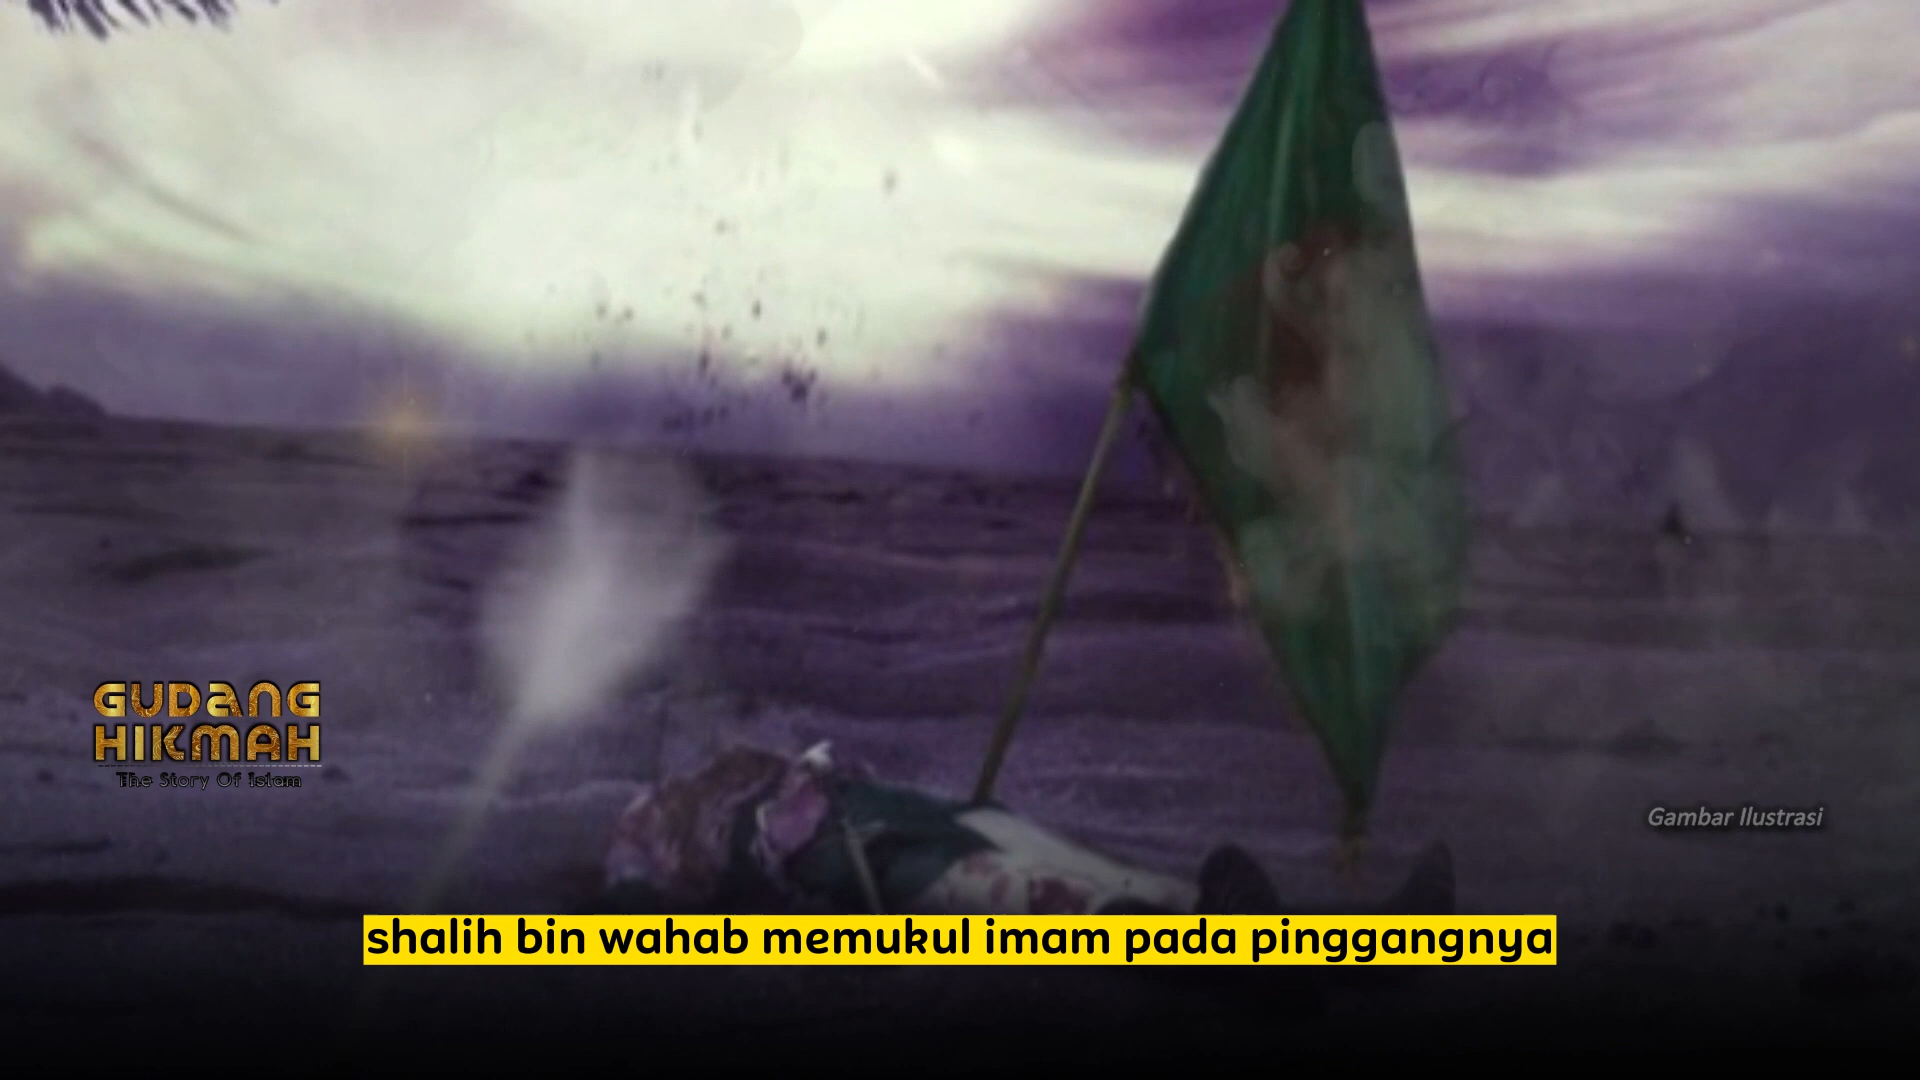 GUDANG
HIKMAH
The Story Of Islam
Gambar Ilustrasi
shalih bin wahab memukul imam pada pinggangnya